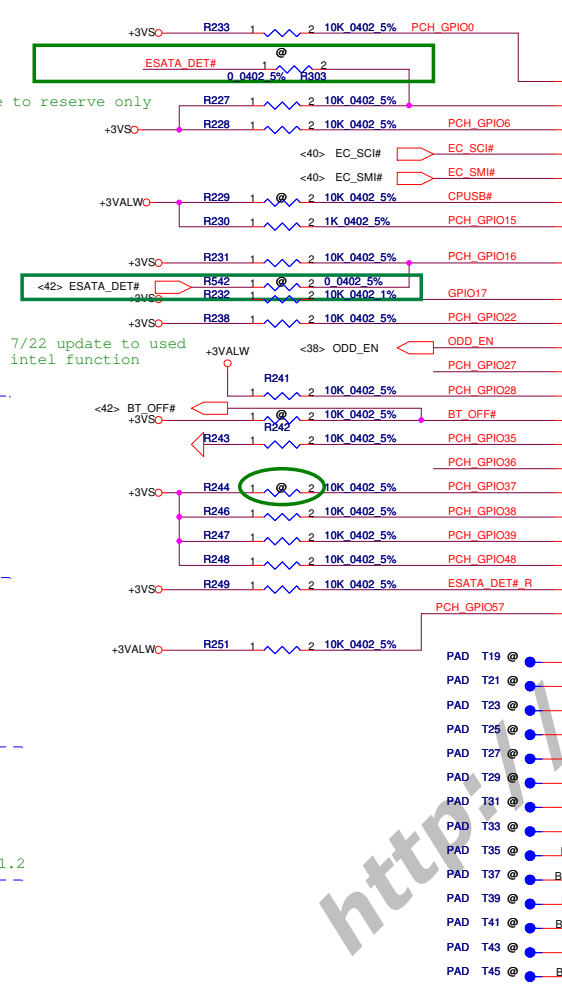 +3VS R233 1 2 10K_0402_5% PCH_GPIO0
@
ESATA_DET# 1 2
0_0402_5% R303
e to reserve only
R227 1 2 10K_0402_5%
+3VS R228 1 2 10K_0402_5% PCH_GPIO6
<40> EC_SCI# EC_SCI#
<40> EC_SMI# EC_SMI#
+3VALW R229 1 @ 2 10K_0402_5% CPUSB#
R230 1 2 1K_0402_5% PCH_GPIO15
+3VS R231 1 2 10K_0402_5% PCH_GPIO16
<42> ESATA_DET# R542 1 @ 2 0_0402_5%
+3VS R232 1 2 10K_0402_1% GPIO17
+3VS R238 1 2 10K_0402_5% PCH_GPIO22
7/22 update to used
intel function
+3VALW <38> ODD_EN ODD_EN
PCH_GPIO27
R241 1 2 10K_0402_5% PCH_GPIO28
<42> BT_OFF#
+3VS 1 @ 2 10K_0402_5% BT_OFF#
R242
R243 1 2 10K_0402_5% PCH_GPIO35
PCH_GPIO36
+3VS R244 1 @ 2 10K_0402_5% PCH_GPIO37
R246 1 2 10K_0402_5% PCH_GPIO38
R247 1 2 10K_0402_5% PCH_GPIO39
R248 1 2 10K_0402_5% PCH_GPIO48
+3VS R249 1 2 10K_0402_5% ESATA_DET#_R
PCH_GPIO57
+3VALW R251 1 2 10K_0402_5%
PAD T19 @
PAD T21 @
PAD T23 @
PAD T25 @
PAD T27 @
PAD T29 @
PAD T31 @
PAD T33 @
PAD T35 @
1.2
PAD T37 @ B
PAD T39 @
PAD T41 @ B
PAD T43 @
PAD T45 @ B
http://